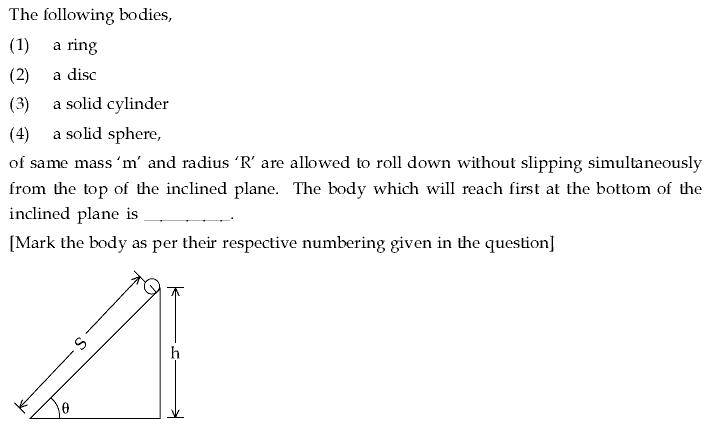 The following bodies,
(1) a ring
(2) a disc
(3) a solid cylinder
(4) a solid sphere,
of same mass ‘m’ and radius ‘R’ are allowed to roll down without slipping simultaneously
from the top of the inclined plane. The body which will reach first at the bottom of the
inclined plane is ________.
[Mark the body as per their respective numbering given in the question]
S
h
θ